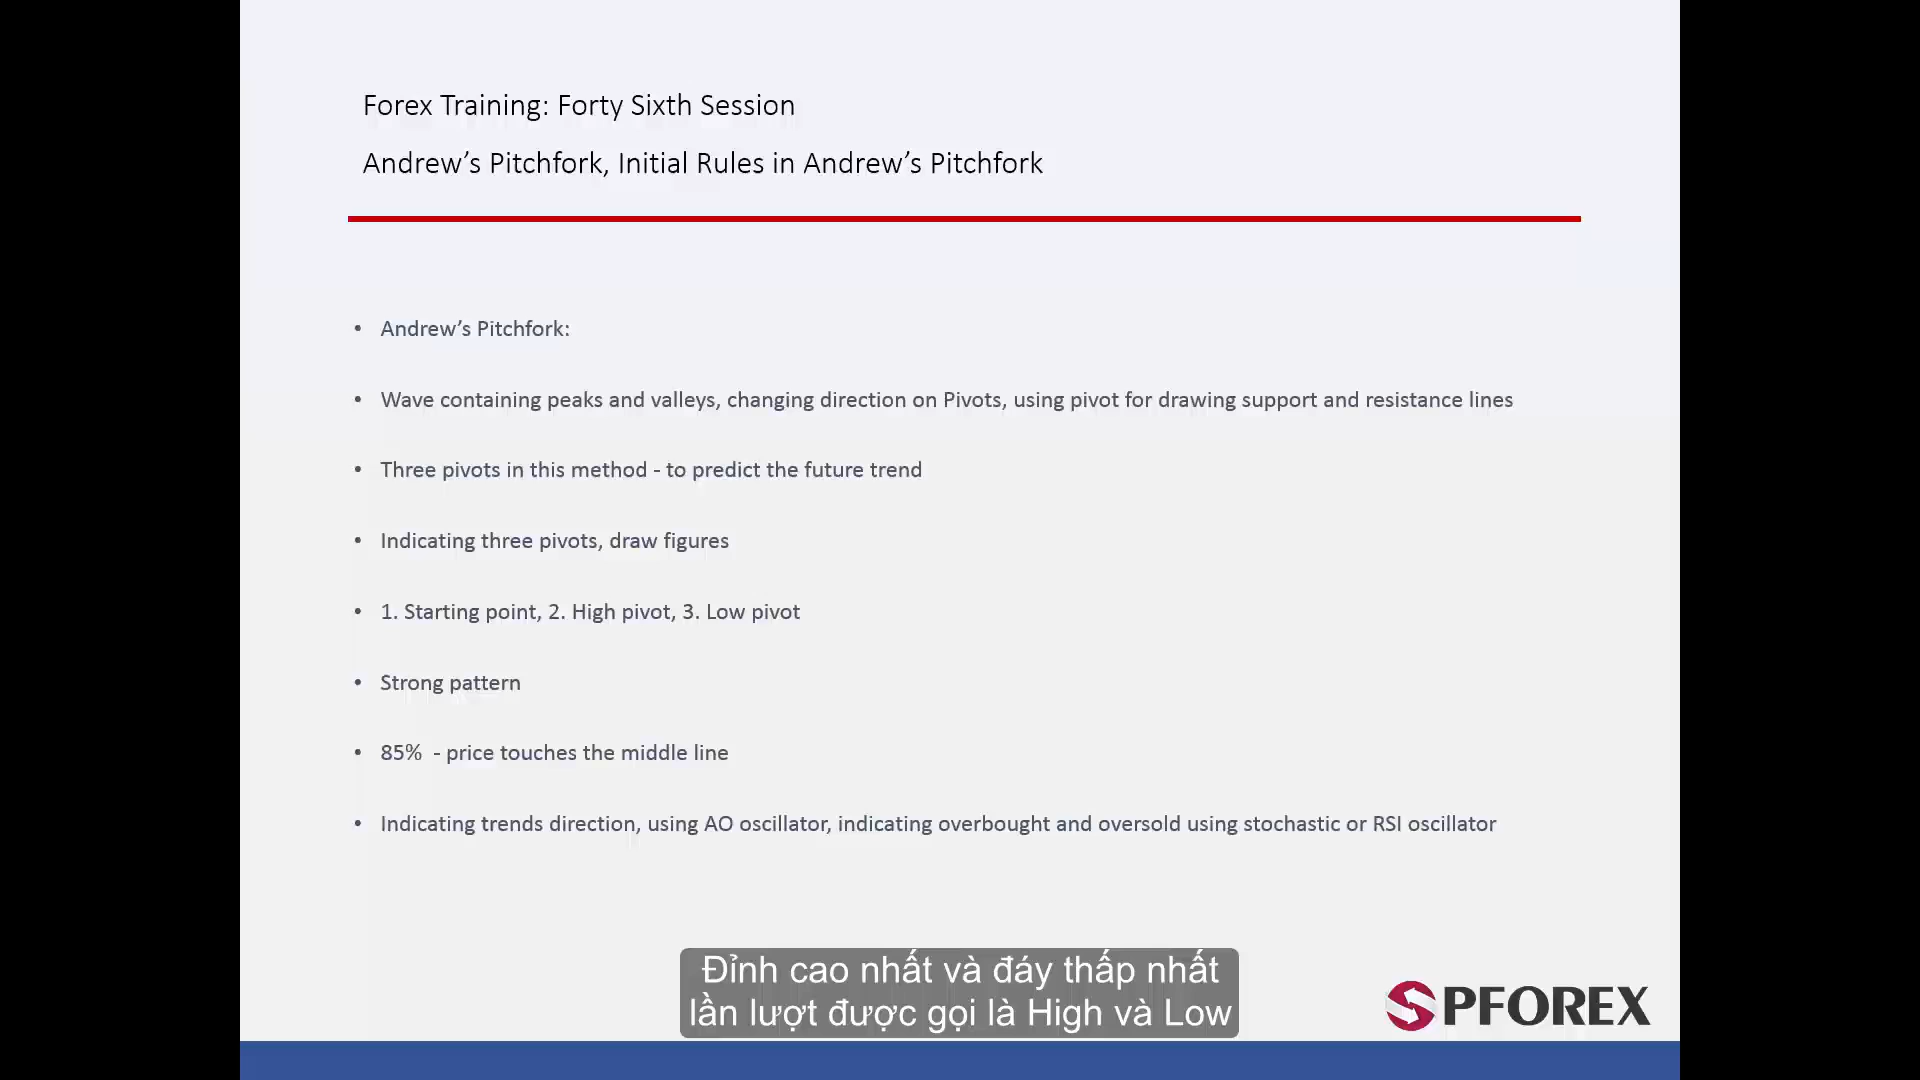 Forex Training: Forty Sixth Session
Andrew’s Pitchfork, Initial Rules in Andrew’s Pitchfork
• Andrew’s Pitchfork:
• Wave containing peaks and valleys, changing direction on Pivots, using pivot for drawing support and resistance lines
• Three pivots in this method - to predict the future trend
• Indicating three pivots, draw figures
• 1. Starting point, 2. High pivot, 3. Low pivot
• Strong pattern
• 85%  - price touches the middle line
• Indicating trends direction, using AO oscillator, indicating overbought and oversold using stochastic or RSI oscillator
Đỉnh cao nhất và đáy thấp nhất
lần lượt được gọi là High và Low
SPFOREX